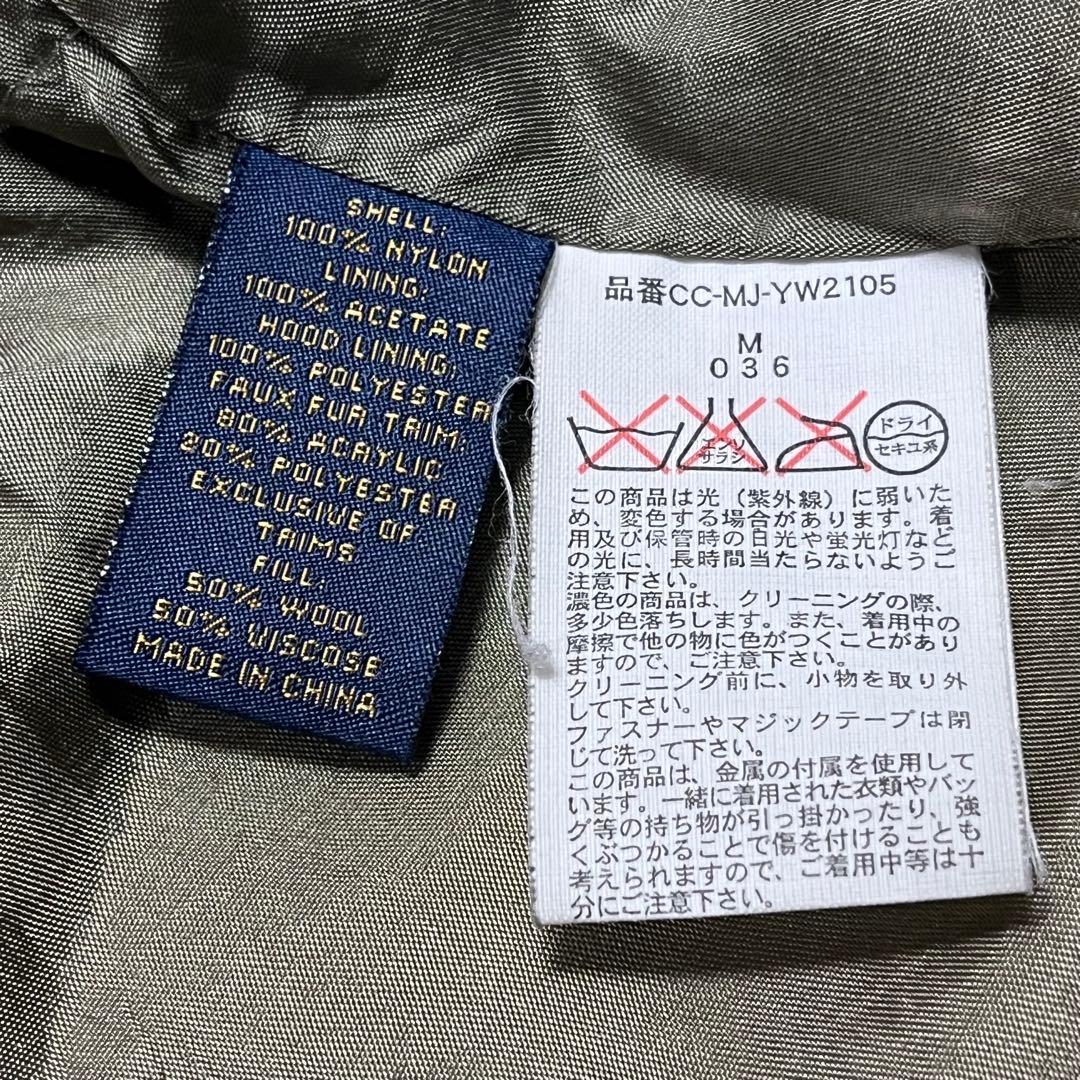 SHELL:
100% NYLON
LINING:
100% ACETATE
HOOD LINING:
100% POLYESTER
FAUX FUR TRIM:
80% ACRYLIC
20% POLYESTER
EXCLUSIVE OF
TRIMS
FILL:
50% WOOL
50% VISCOSE
MADE IN CHINA
品番CC-MJ-YW2105
M
036
エンソ
サラシ
ドライ
セキユ系
この商品は光（紫外線）に弱いた
め、変色する場合があります。着
用及び保管時の日光や蛍光灯など
の光に、長時間当たらないようご
注意下さい。
濃色の商品は、クリーニングの際、
多少色落ちします。また、着用中の
摩擦で他の物に色がつくことがあり
ますので、ご注意下さい。
クリーニング前に、小物を取り外
して下さい。
ファスナーやマジックテープは閉
じて洗って下さい。
この商品は、金属の付属を使用して
います。一緒に着用された衣類やバッ
グ等の持ち物が引っ掛かったり、強
くぶつかることで傷を付けることも
考えられますので、ご着用中等は十
分にご注意下さい。